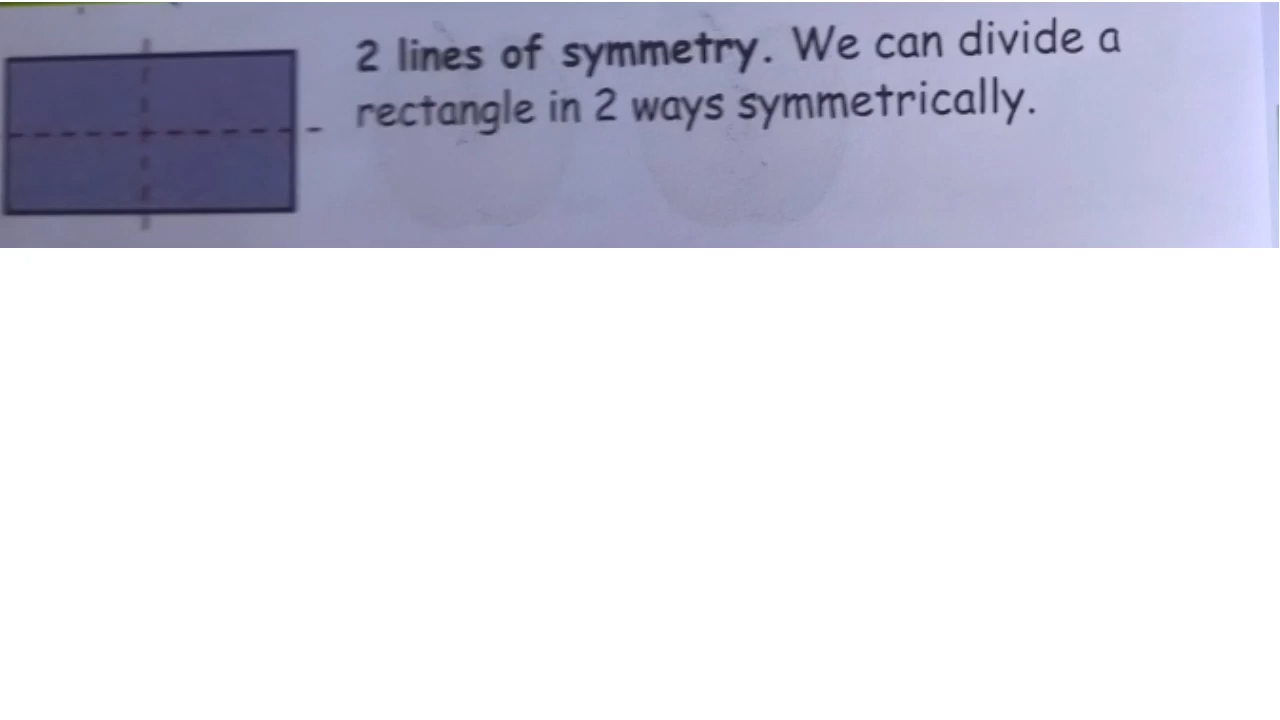 2 lines of symmetry. We can divide a
rectangle in 2 ways symmetrically.